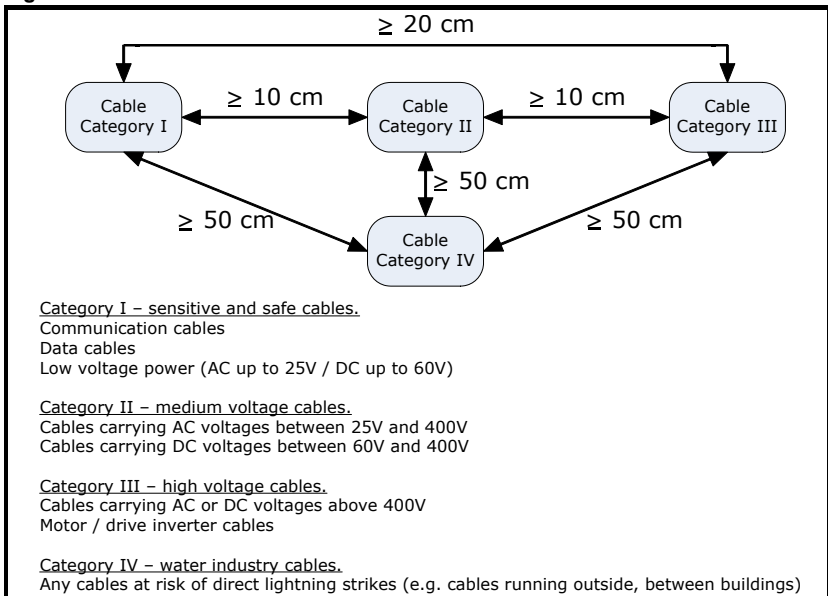 ≥ 20 cm
Cable
Category I
≥ 10 cm
Cable
Category II
≥ 10 cm
Cable
Category III
≥ 50 cm
≥ 50 cm
≥ 50 cm
Cable
Category IV
Category I – sensitive and safe cables.
Communication cables
Data cables
Low voltage power (AC up to 25V / DC up to 60V)
Category II – medium voltage cables.
Cables carrying AC voltages between 25V and 400V
Cables carrying DC voltages between 60V and 400V
Category III – high voltage cables.
Cables carrying AC or DC voltages above 400V
Motor / drive inverter cables
Category IV – water industry cables.
Any cables at risk of direct lightning strikes (e.g. cables running outside, between buildings)